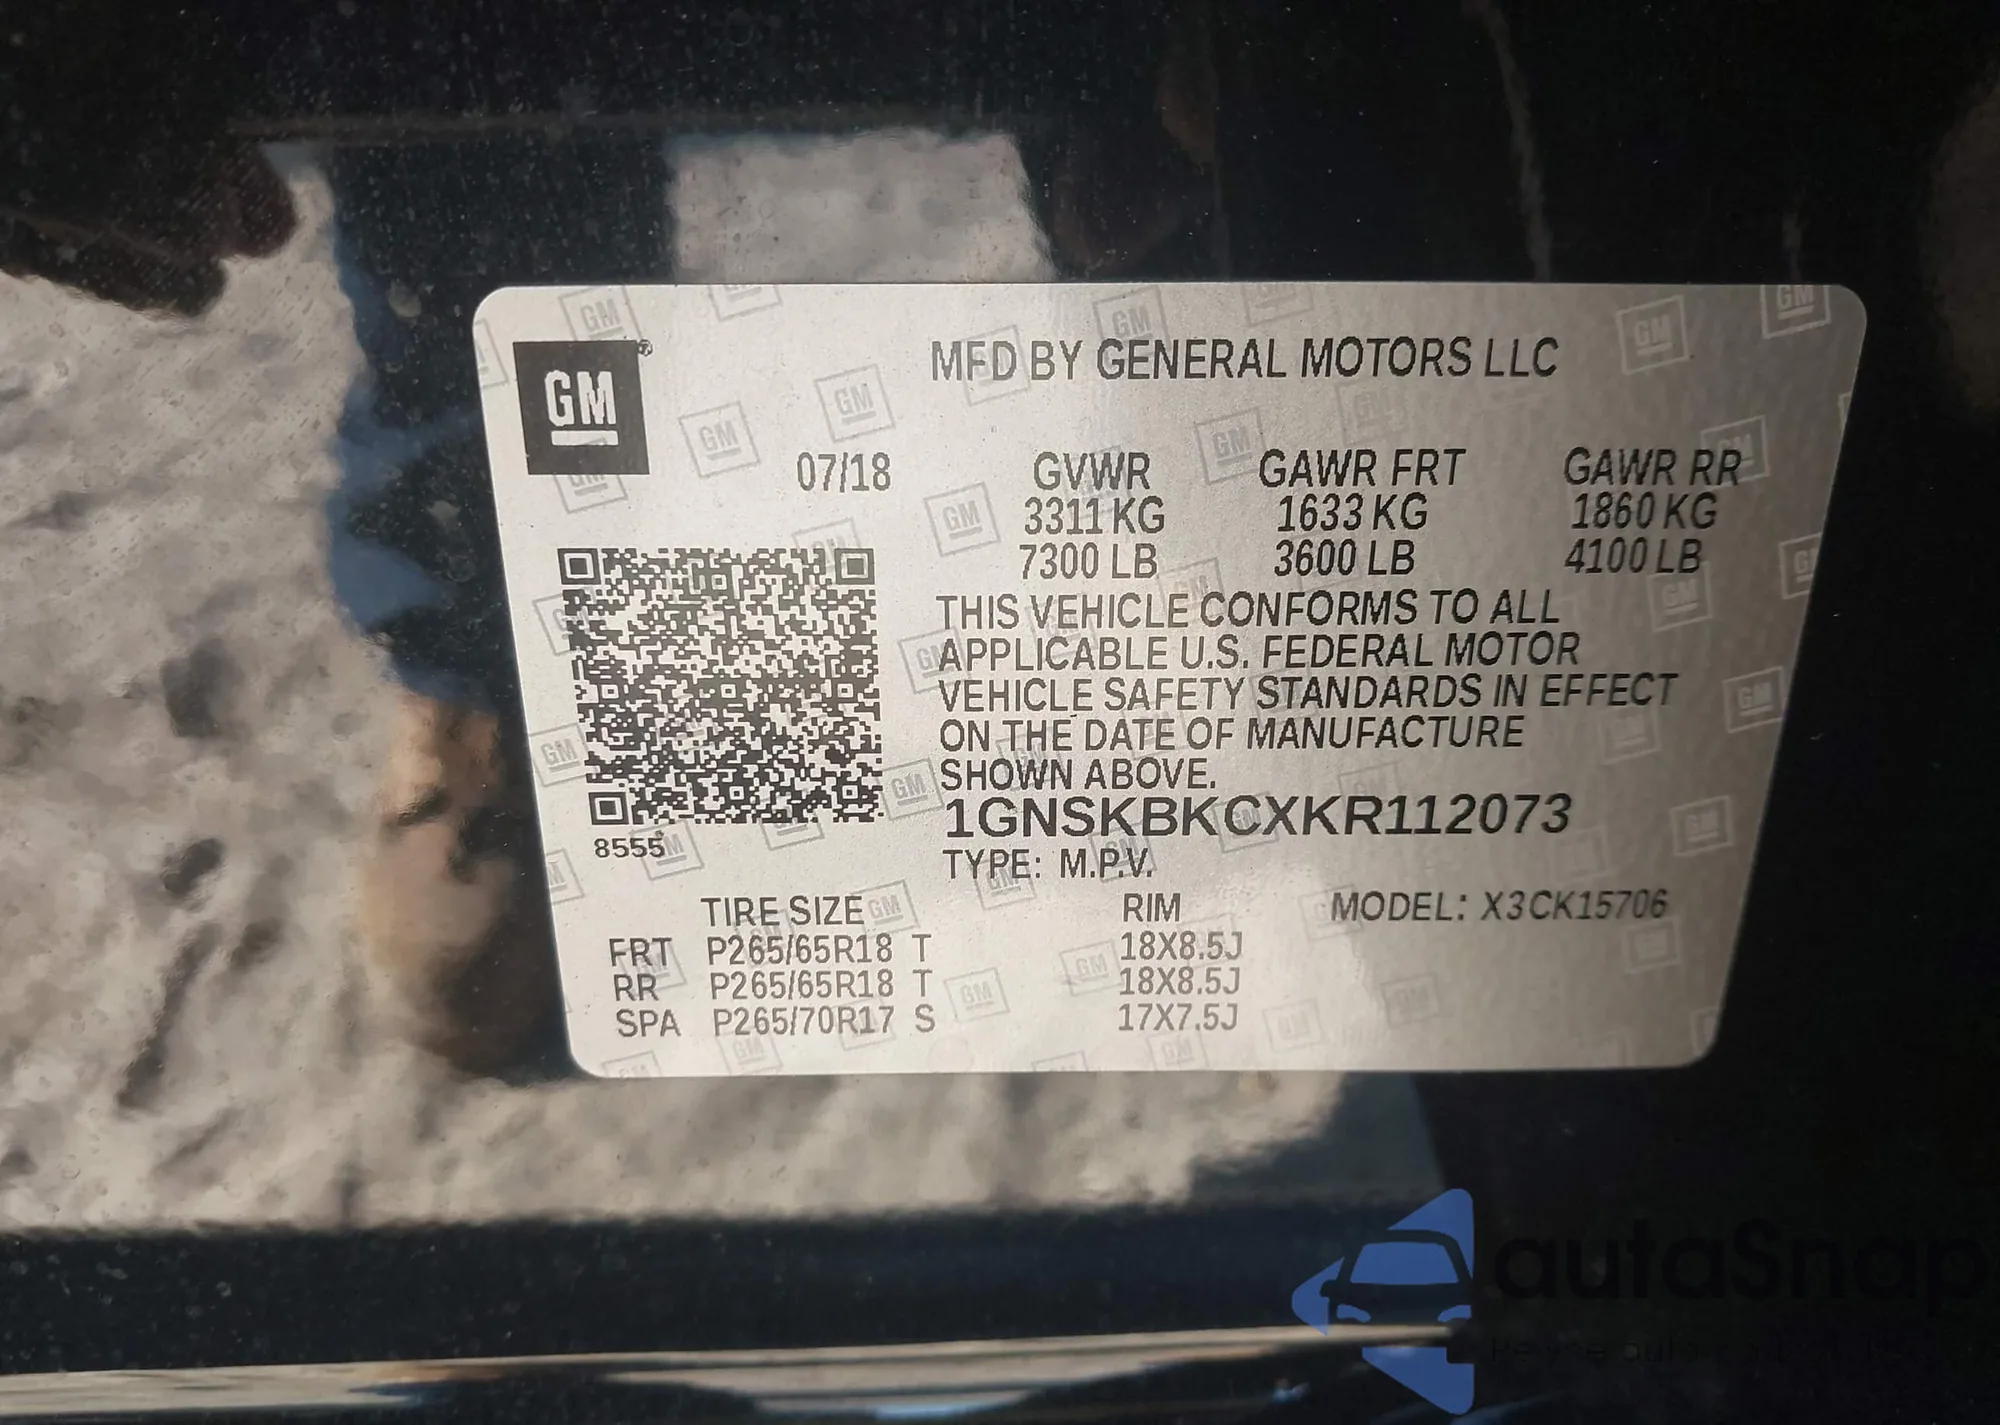 GM
MFD BY GENERAL MOTORS LLC
07/18 GVWR GAWR FRT GAWR RR
3311 KG 1633 KG 1860 KG
7300 LB 3600 LB 4100 LB
THIS VEHICLE CONFORMS TO ALL
APPLICABLE U.S. FEDERAL MOTOR
VEHICLE SAFETY STANDARDS IN EFFECT
ON THE DATE OF MANUFACTURE
SHOWN ABOVE.
1GNSKBKCXKR112073
8555
TYPE: M.P.V.
TIRE SIZE RIM MODEL: X3CK15706
FRT P265/65R18 T 18X8.5J
RR P265/65R18 T 18X8.5J
SPA P265/70R17 S 17X7.5J
autaSnap